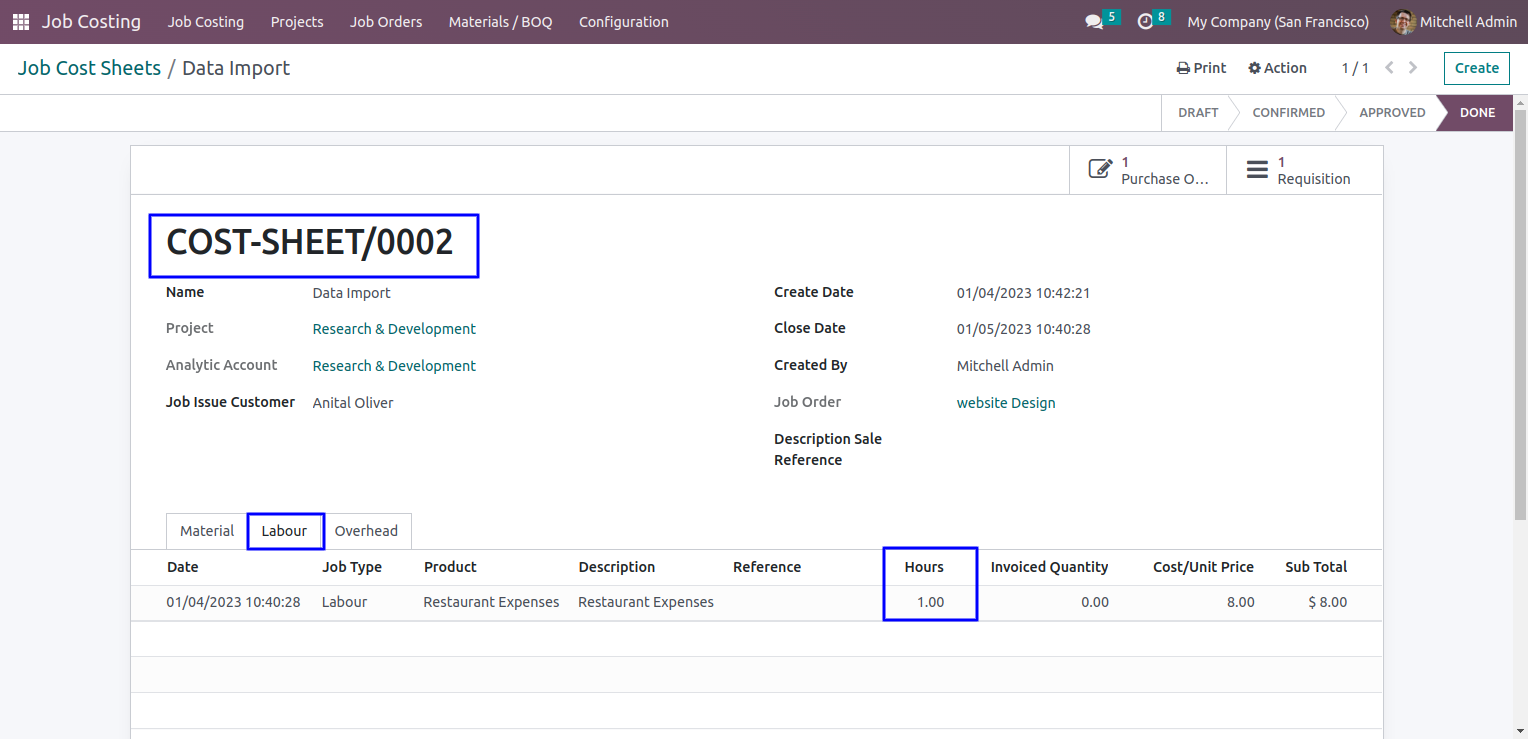 Job Costing Job Costing Projects Job Orders Materials / BOQ Configuration 5 8 My Company (San Francisco) Mitchell Admin
Job Cost Sheets / Data Import Print Action 1 / 1 Create
DRAFT CONFIRMED APPROVED DONE
1 Purchase O...
1 Requisition
COST-SHEET/0002
Name Data Import Create Date 01/04/2023 10:42:21
Project Research & Development Close Date 01/05/2023 10:40:28
Analytic Account Research & Development Created By Mitchell Admin
Job Issue Customer Anital Oliver Job Order website Design
Description Sale
Reference
Material Labour Overhead
Date Job Type Product Description Reference Hours Invoiced Quantity Cost/Unit Price Sub Total
01/04/2023 10:40:28 Labour Restaurant Expenses Restaurant Expenses 1.00 0.00 8.00 $ 8.00